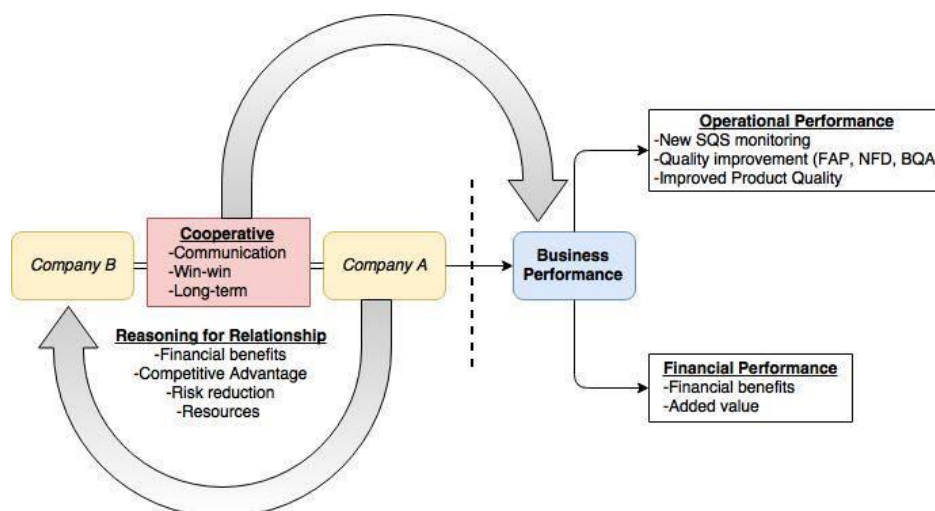 Operational Performance
-New SQS monitoring
-Quality improvement (FAP, NFD, BQA
-Improved Product Quality
Company B
Cooperative
-Communication
-Win-win
-Long-term
Company A
Business
Performance
Reasoning for Relationship
-Financial benefits
-Competitive Advantage
-Risk reduction
-Resources
Financial Performance
-Financial benefits
-Added value